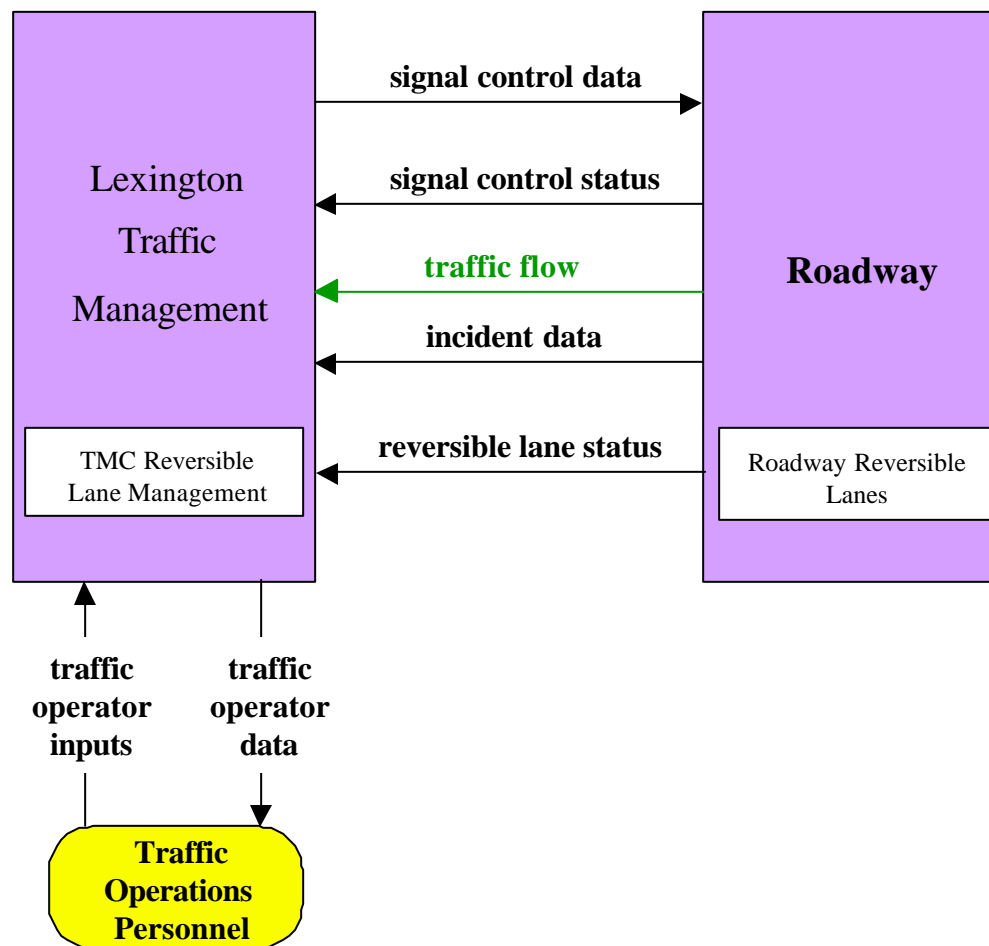 signal control data
Lexington
Traffic
Management
signal control status
traffic flow
Roadway
incident data
reversible lane status
TMC Reversible
Lane Management
Roadway Reversible
Lanes
traffic
operator
inputs
traffic
operator
data
Traffic
Operations
Personnel